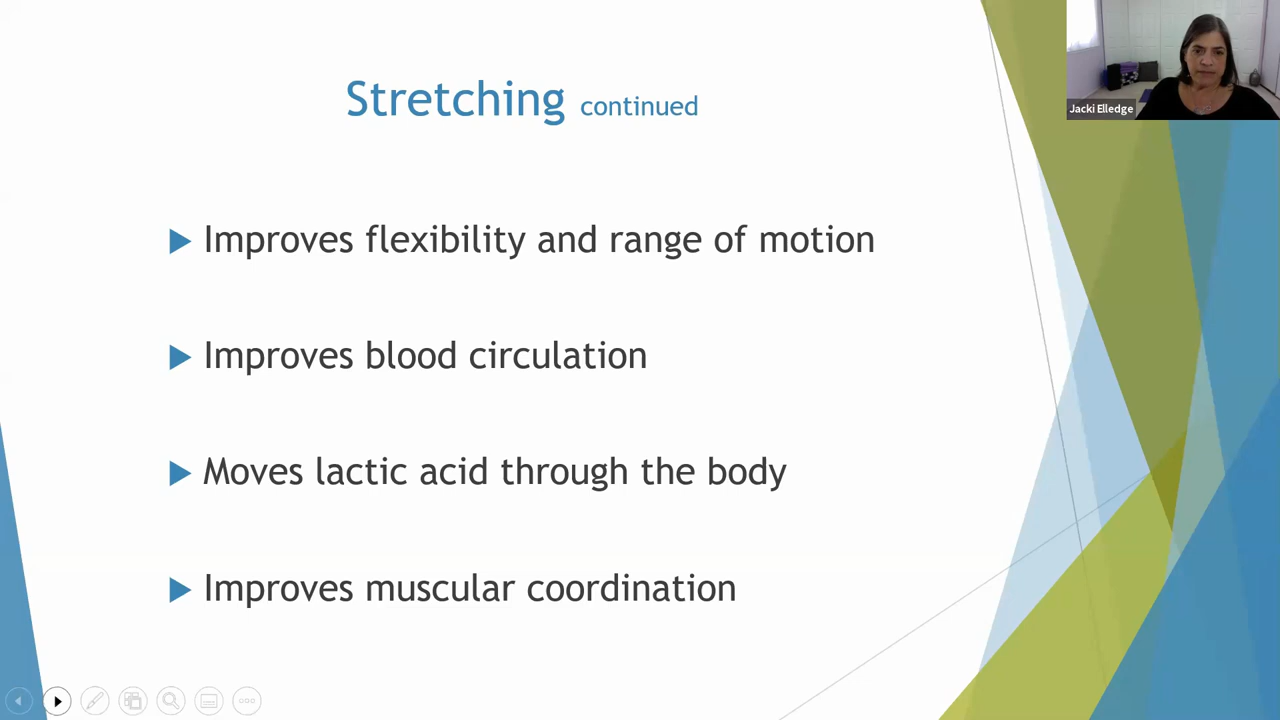 Stretching continued
Improves flexibility and range of motion
Improves blood circulation
Moves lactic acid through the body
Improves muscular coordination
Jacki Elledge